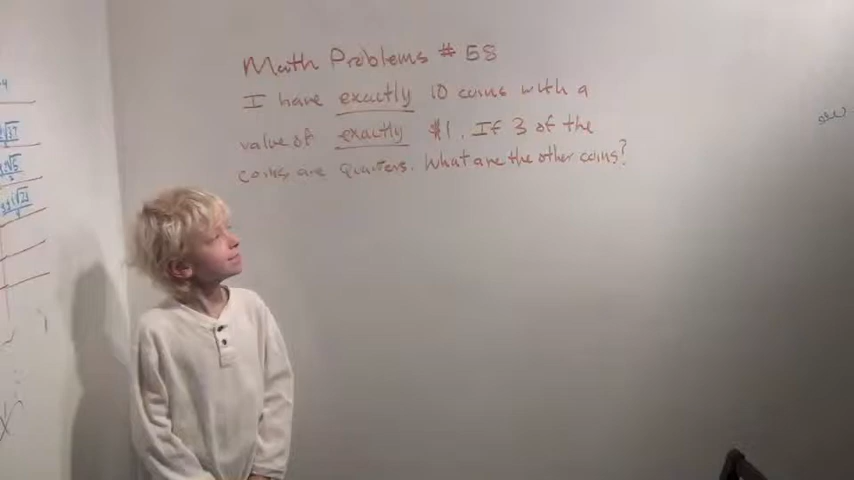 Math Problems # 58
I have exactly 10 coins with a
value of exactly $1. If 3 of the
coins are quarters. What are the other coins?